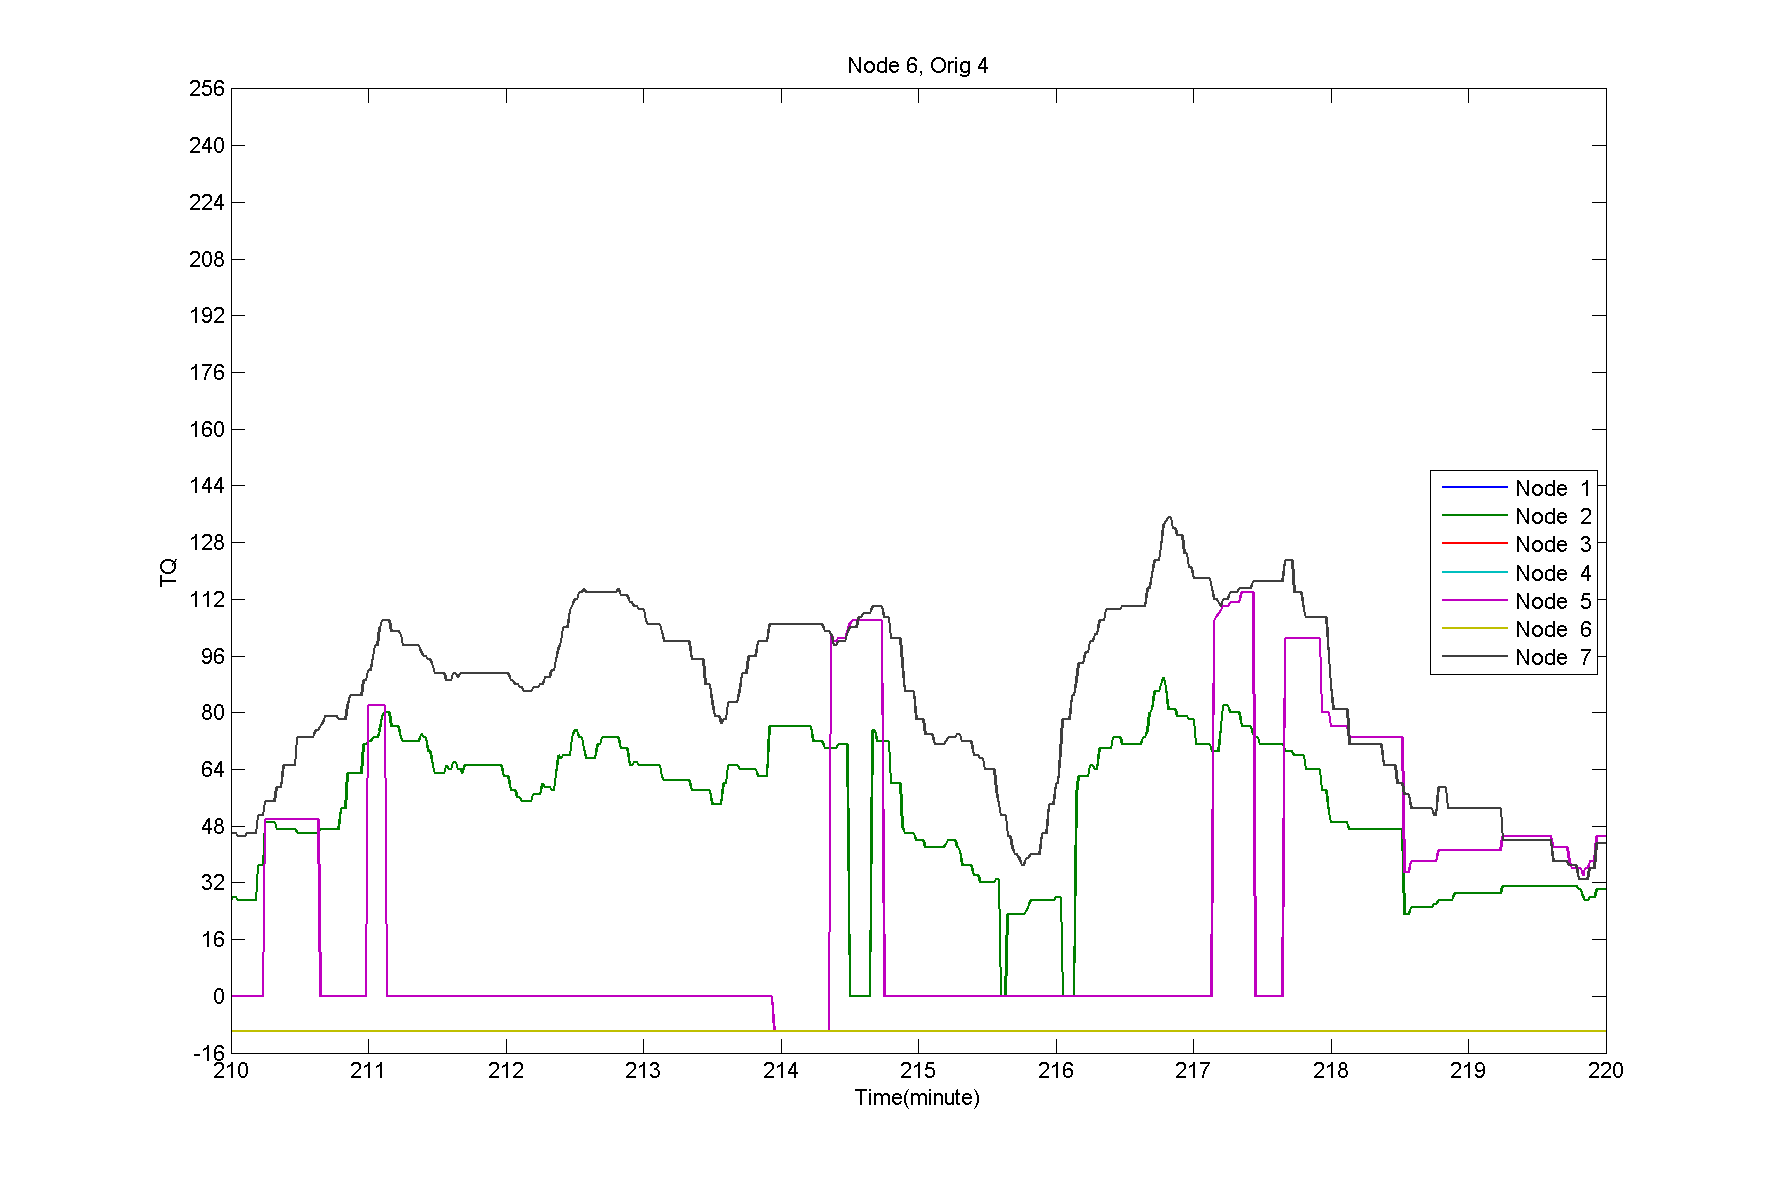 Node 6, Orig 4
256
240
224
208
192
176
160
144
128
112
96
80
64
48
32
16
0
-16
TQ
Node 1
Node 2
Node 3
Node 4
Node 5
Node 6
Node 7
210 211 212 213 214 215 216 217 218 219 220
Time(minute)